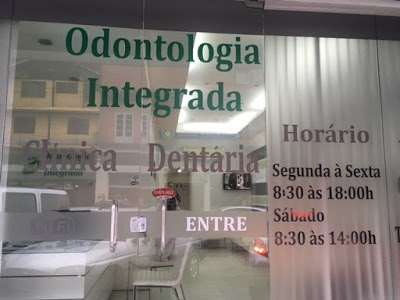 Odontologia
Integrada
Clínica Dentária
Horário
Segunda à Sexta
8:30 às 18:00h
Sábado
8:30 às 14:00h
ENTRE